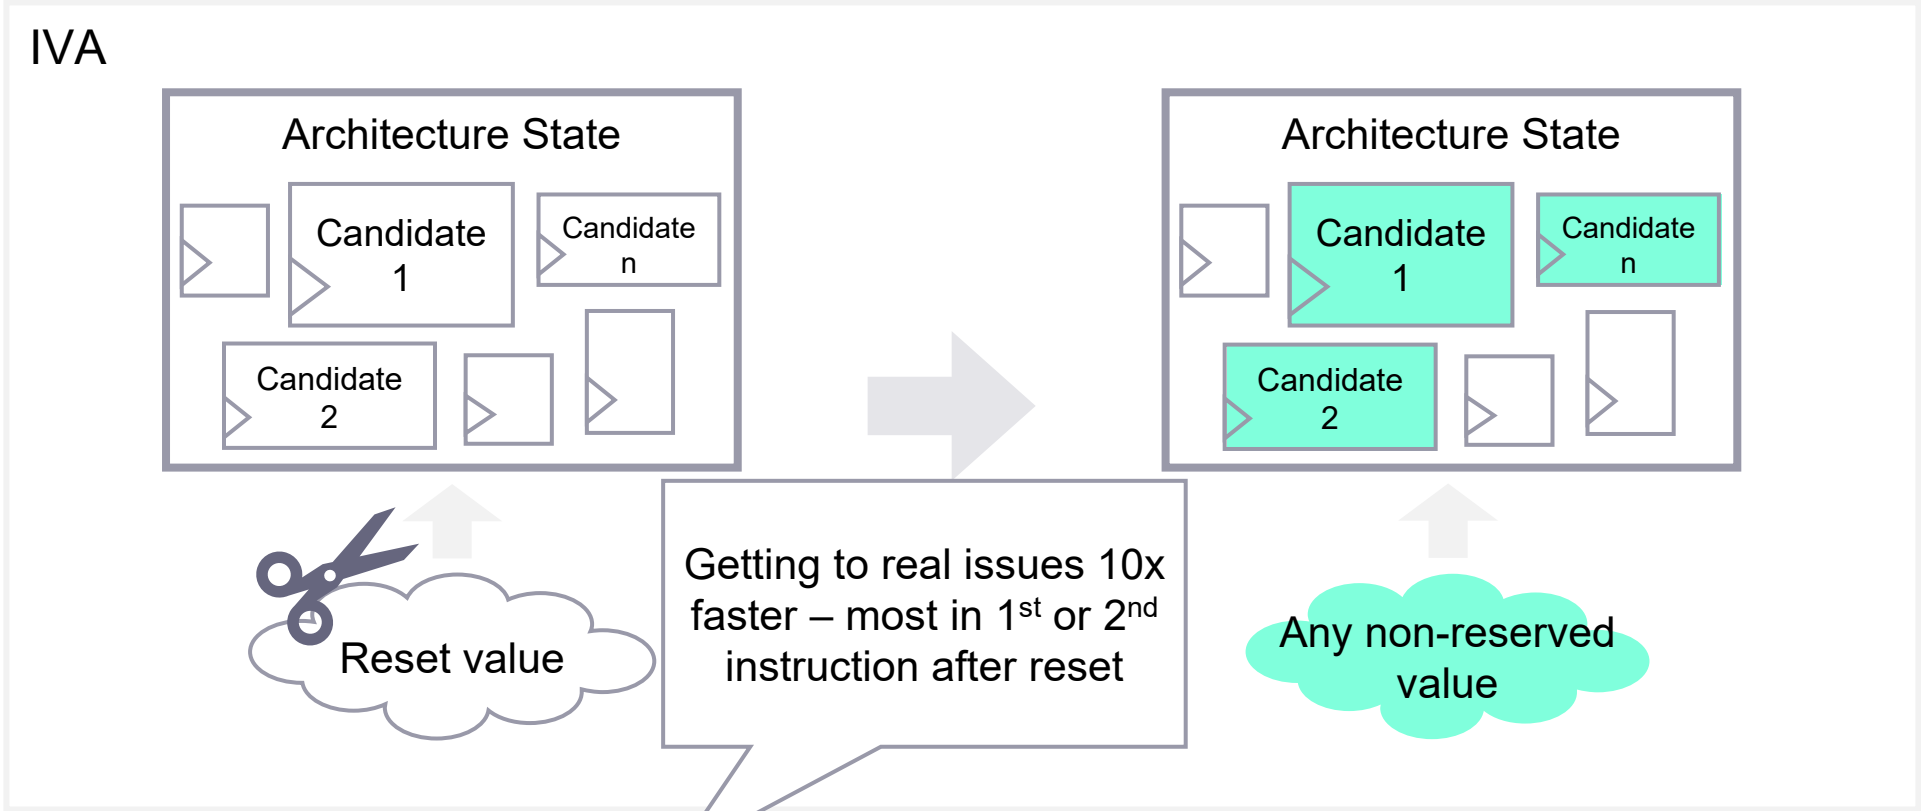 IVA
Architecture State
Candidate
1
Candidate
n
Candidate
2
Reset value
Getting to real issues 10x
faster – most in 1st or 2nd
instruction after reset
Architecture State
Candidate
1
Candidate
n
Candidate
2
Any non-reserved
value